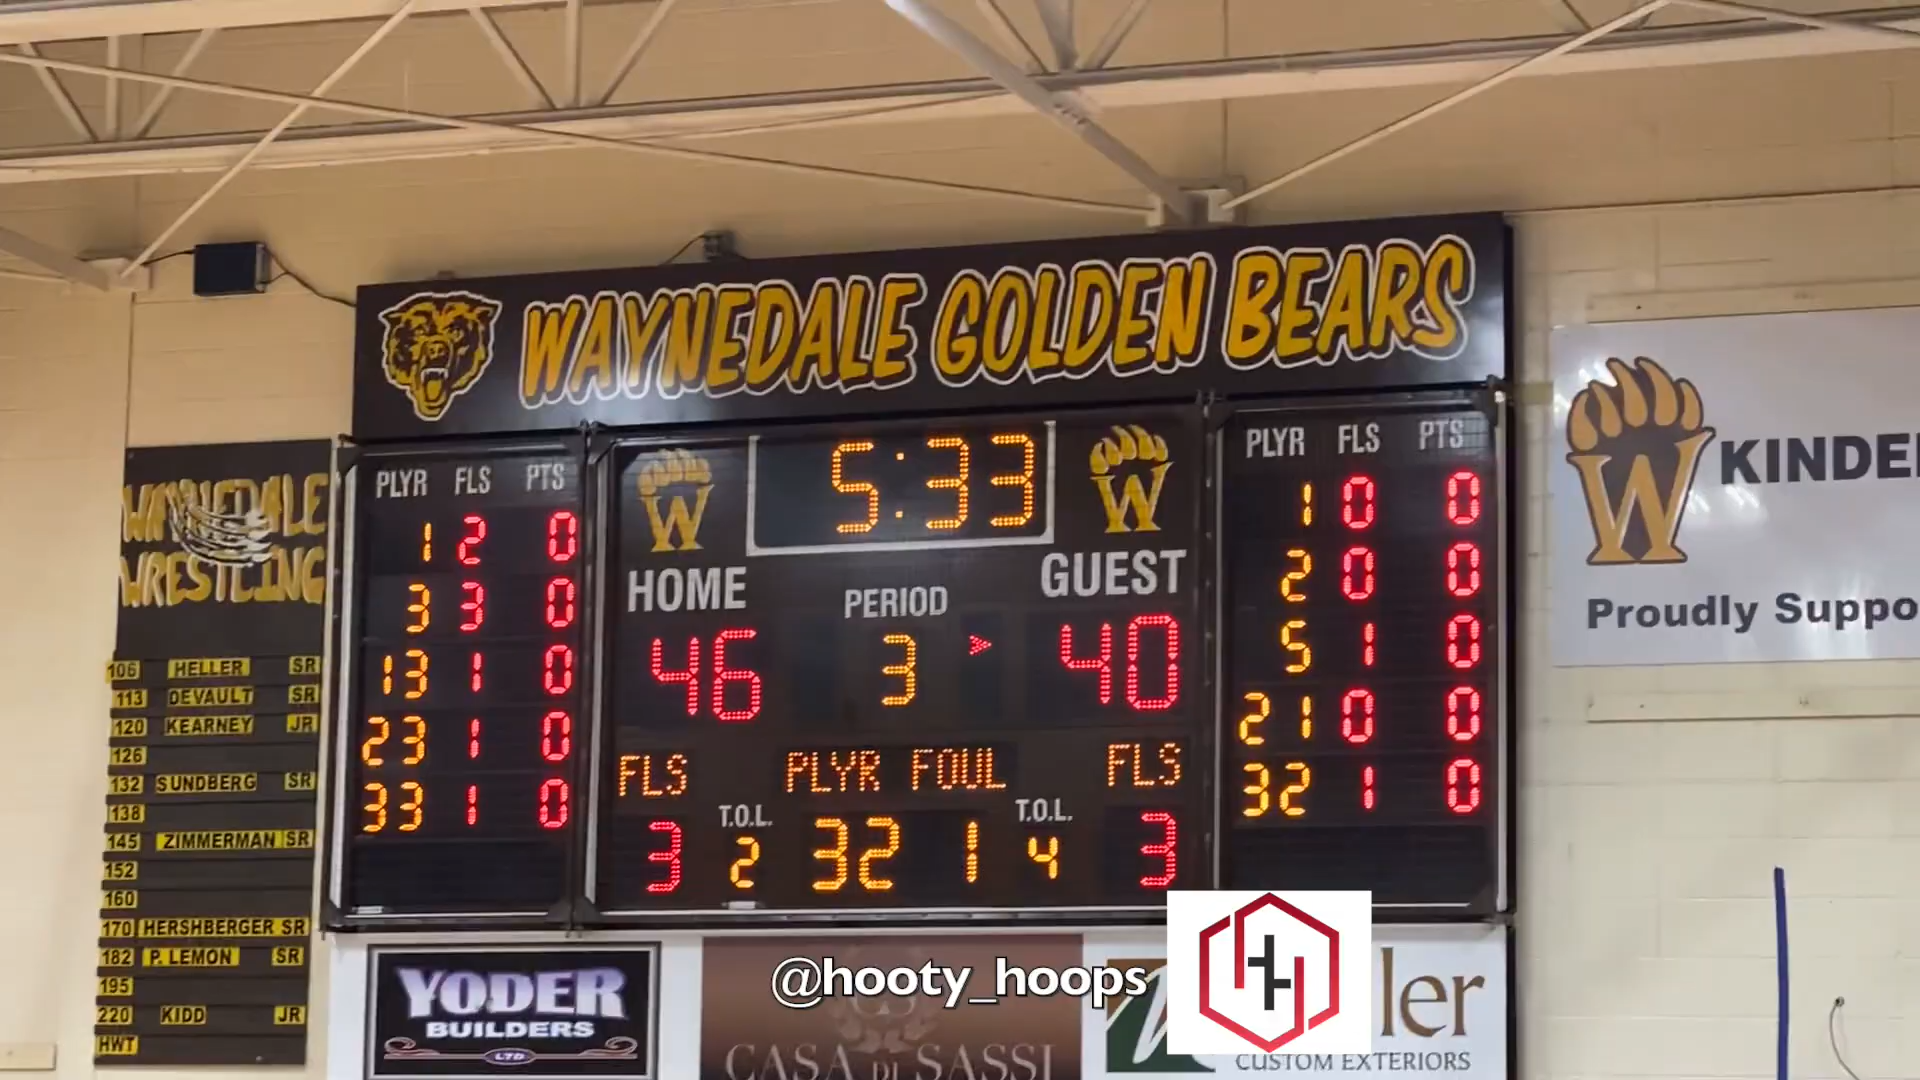 WAYNEDALE GOLDEN BEARS
PLYR FLS PTS
1 2 0
3 3 0
13 1 0
23 1 0
33 1 0
5:33
W
W
HOME
PERIOD
GUEST
46
3
40
FLS
PLYR FOUL
FLS
T.O.L.
T.O.L.
3
2
32 1
4
3
PLYR FLS PTS
1 0 0
2 0 0
5 1 0
21 0 0
32 1 0
W
KINDE
Proudly Suppo
WAYNEDALE
WRESTLING
106 HELLER SR
113 DEVAULT SR
120 KEARNEY JR
126
132 SUNDBERG SR
138
145 ZIMMERMAN SR
152
160
170 HERSHBERGER SR
182 P. LEMON SR
195
220 KIDD JR
HWT
YODER
BUILDERS
LTD
CASA DI SASSI
@hooty_hoops
ler
CUSTOM EXTERIORS